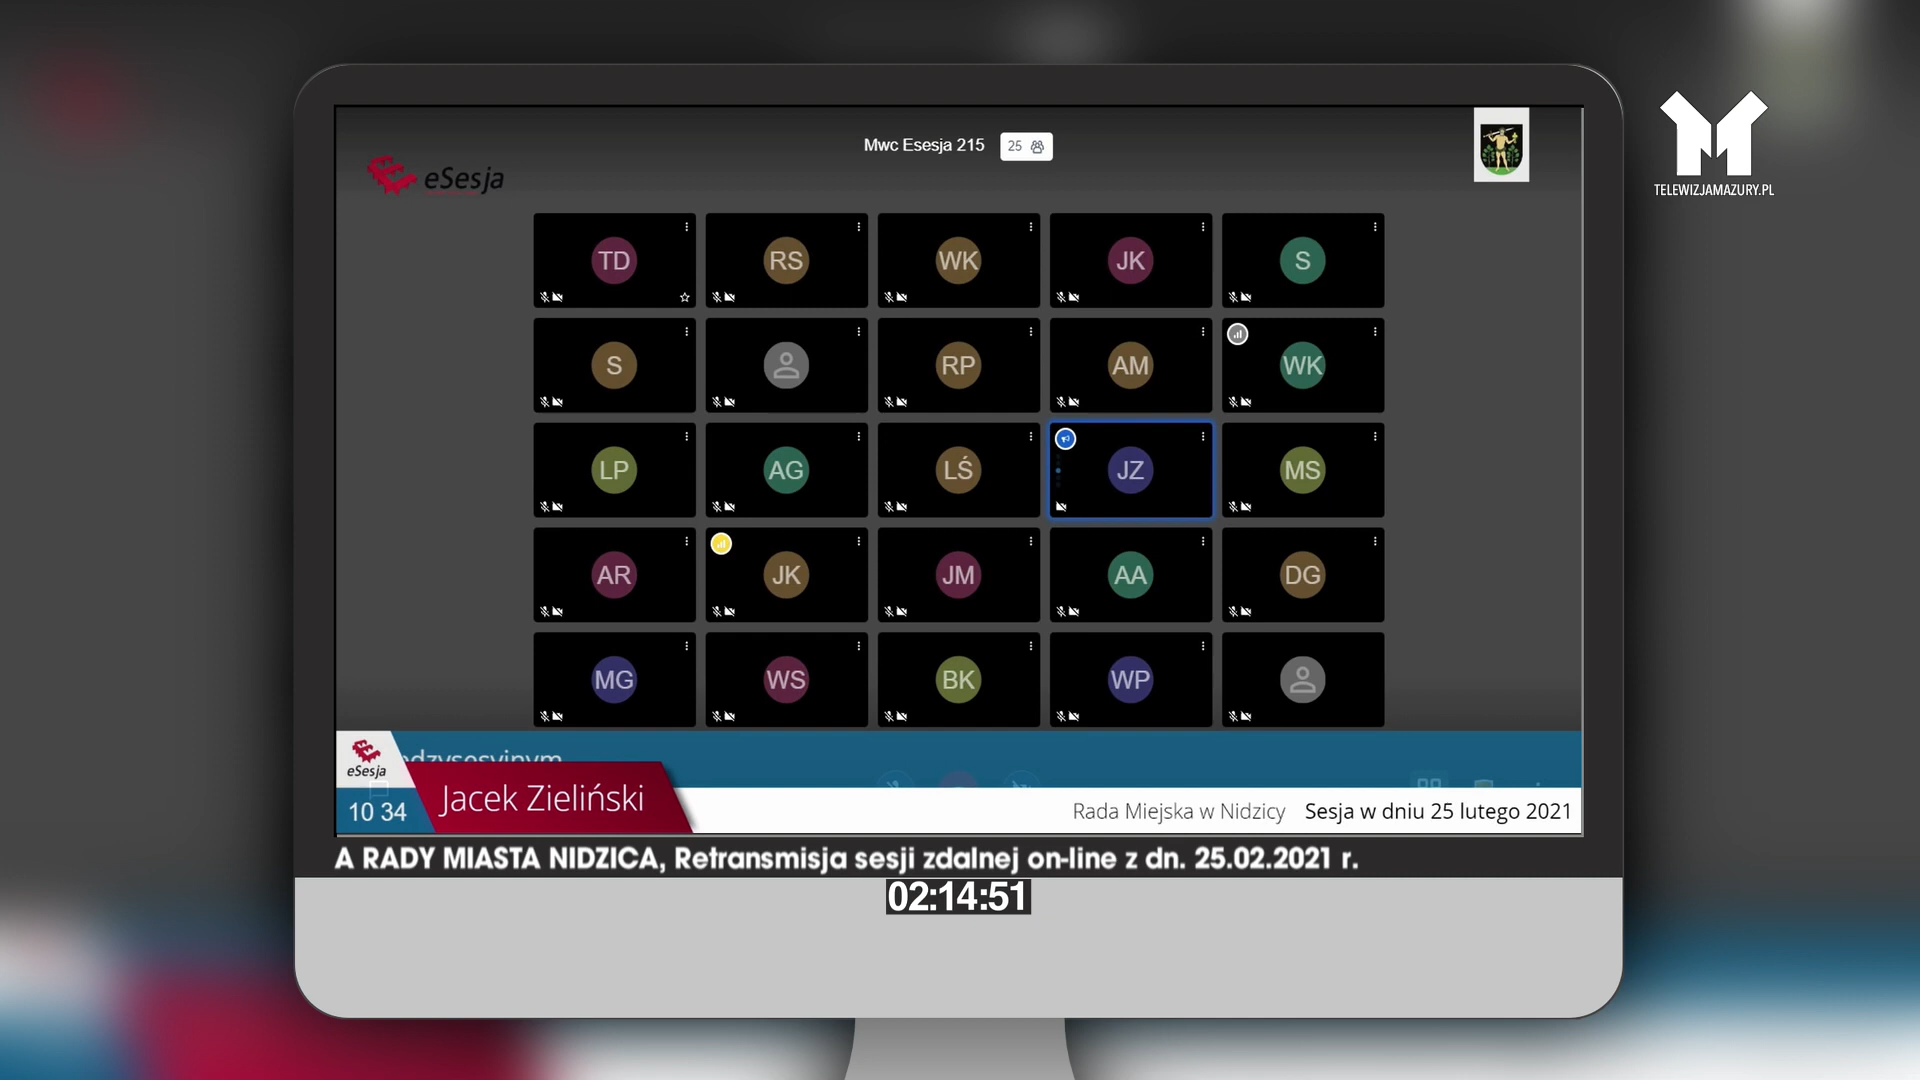 Mwc Esesja 215 25
eSesja
TELEWIZJAMAZURY.PL
TD RS WK JK S
S RP AM WK
LP AG LŚ JZ MS
AR JK JM AA DG
MG WS BK WP
eSesja
10 34
Jacek Zieliński
Rada Miejska w Nidzicy Sesja w dniu 25 lutego 2021
A RADY MIASTA NIDZICA, Retransmisja sesji zdalnej on-line z dn. 25.02.2021 r.
02:14:51